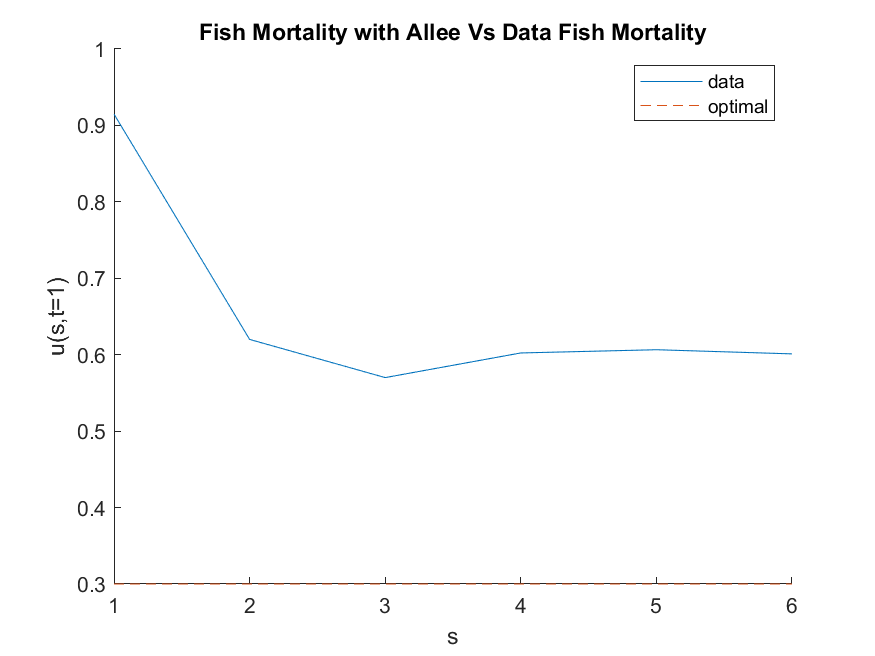 Fish Mortality with Allee Vs Data Fish Mortality
data
optimal
1
0.9
0.8
0.7
0.6
0.5
0.4
0.3
u(s,t=1)
1 2 3 4 5 6
s